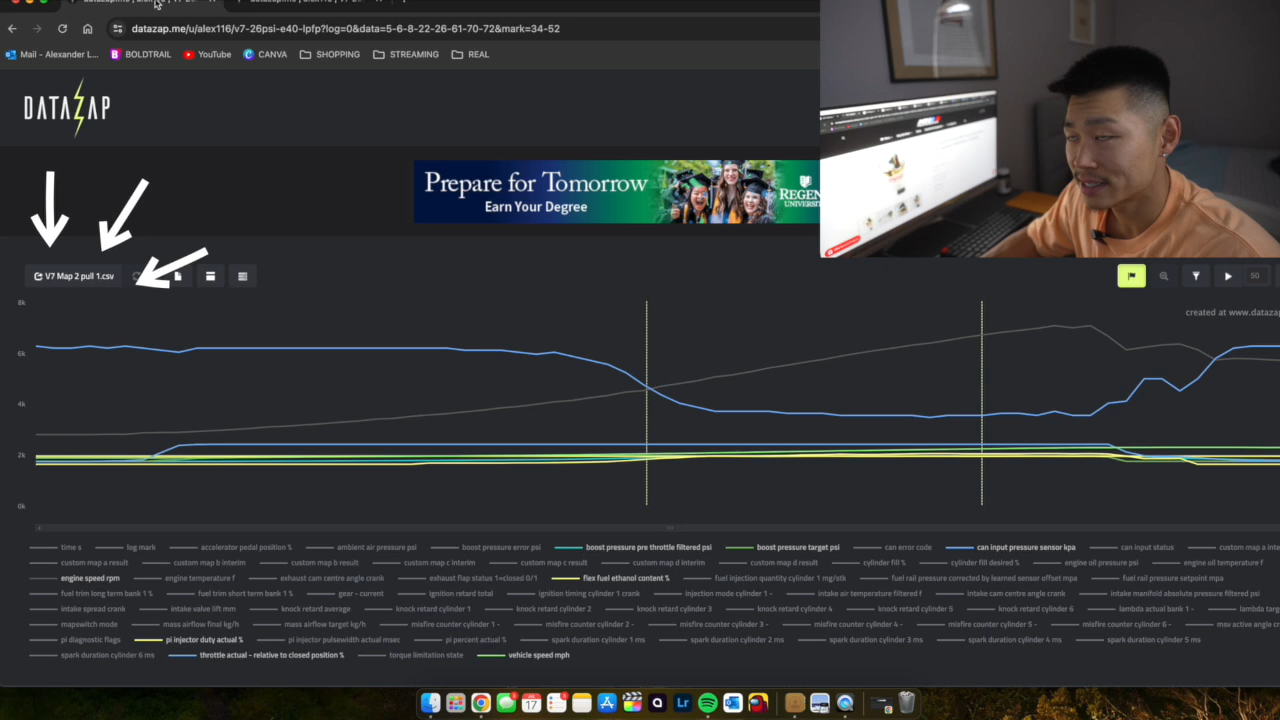 datazap.me/u/alex116/v7-26psi-e40-lpfp?log=0&data=5-6-8-22-26-61-70-72&mark=34-52
Mail - Alexander L... BOLDTRAIL YouTube CANVA SHOPPING STREAMING REAL
DATAZAP
Prepare for Tomorrow
Earn Your Degree
REGEN
UNIVERSIT
V7 Map 2 pull 1.csv
50
8k
created at www.datazap
6k
4k
2k
0k
time s log mark accelerator pedal position % ambient air pressure psi boost pressure error psi boost pressure pre throttle filtered psi boost pressure target psi can error code can input pressure sensor kpa can input status custom map a inte
custom map a result custom map b interim custom map b result custom map c interim custom map c result custom map d interim custom map d result cylinder fill % cylinder fill desired % engine oil pressure psi engine oil temperature f
engine speed rpm engine temperature f exhaust cam centre angle crank exhaust flap status 1=closed 0/1 flex fuel ethanol content % fuel injection quantity cylinder 1 mg/stk fuel rail pressure corrected by learned sensor offset mpa fuel rail pressure setpoint mpa
fuel trim long term bank 1 % fuel trim short term bank 1 % gear - current ignition retard total ignition timing cylinder 1 crank injection mode cylinder 1 - intake air temperature filtered f intake cam centre angle crank intake manifold absolute pressure filtered psi
intake spread crank intake valve lift mm knock retard average knock retard cylinder 1 knock retard cylinder 2 knock retard cylinder 3 knock retard cylinder 4 knock retard cylinder 5 knock retard cylinder 6 lambda actual bank 1 - lambda targ
mapswitch mode mass airflow final kg/h mass airflow target kg/h misfire counter cylinder 1 - misfire counter cylinder 2 - misfire counter cylinder 3 - misfire counter cylinder 4 - misfire counter cylinder 5 - misfire counter cylinder 6 - msv active angle cr
pi diagnostic flags pi injector duty actual % pi injector pulsewidth actual msec pi percent actual % spark duration cylinder 1 ms spark duration cylinder 2 ms spark duration cylinder 3 ms spark duration cylinder 4 ms spark duration cylinder 5 ms
spark duration cylinder 6 ms throttle actual - relative to closed position % torque limitation state vehicle speed mph
17
Lr